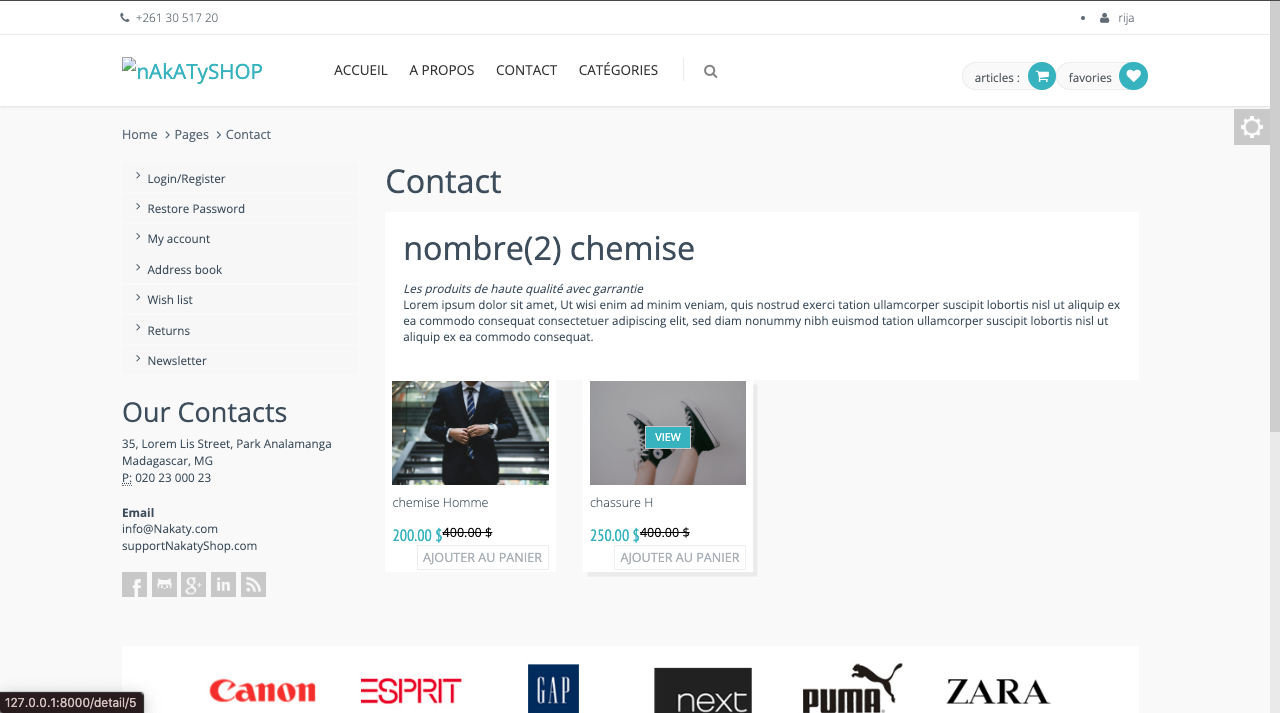 +261 30 517 20
rija
nAkATySHOP
ACCUEIL A PROPOS CONTACT CATÉGORIES
articles :
favories
Home > Pages > Contact
Login/Register
Restore Password
My account
Address book
Wish list
Returns
Newsletter
Our Contacts
35, Lorem Lis Street, Park Analamanga
Madagascar, MG
P: 020 23 000 23
Email
info@Nakaty.com
supportNakatyShop.com
Contact
nombre(2) chemise
Les produits de haute qualité avec garrantie
Lorem ipsum dolor sit amet, Ut wisi enim ad minim veniam, quis nostrud exerci tation ullamcorper suscipit lobortis nisl ut aliquip ex
ea commodo consequat consectetuer adipiscing elit, sed diam nonummy nibh euismod tation ullamcorper suscipit lobortis nisl ut
aliquip ex ea commodo consequat.
chemise Homme
200.00 $400.00 $
AJOUTER AU PANIER
VIEW
chassure H
250.00 $400.00 $
AJOUTER AU PANIER
Canon
ESPRIT
GAP
next
PUMA
ZARA
127.0.0.1:8000/detail/5